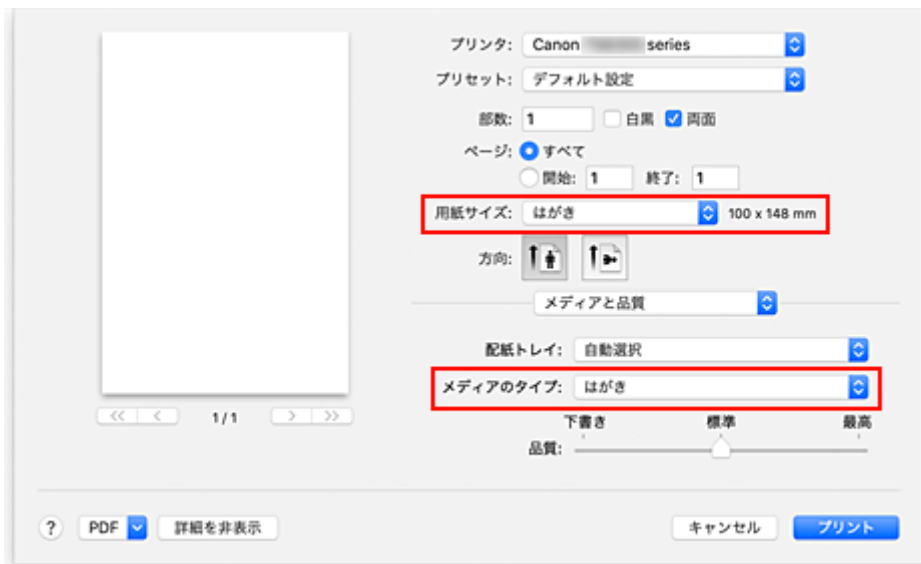 プリンタ: Canon series
プリセット: デフォルト設定
部数: 1 白黒 両面
ページ: すべて
開始: 1 終了: 1
用紙サイズ: はがき 100 x 148 mm
方向:
メディアと品質
配紙トレイ: 自動選択
メディアのタイプ: はがき
<< < 1 / 1 > >>
下書き 標準 最高
品質:
? PDF 詳細を非表示 キャンセル プリント